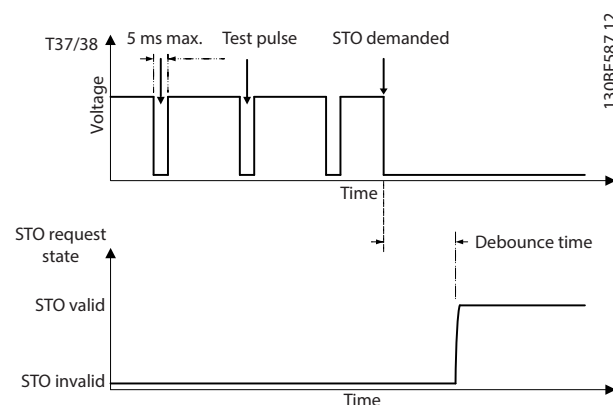 T37/38
5 ms max.
Test pulse
STO demanded
130BE587.12
Voltage
Time
STO request
state
Debounce time
STO valid
STO invalid
Time